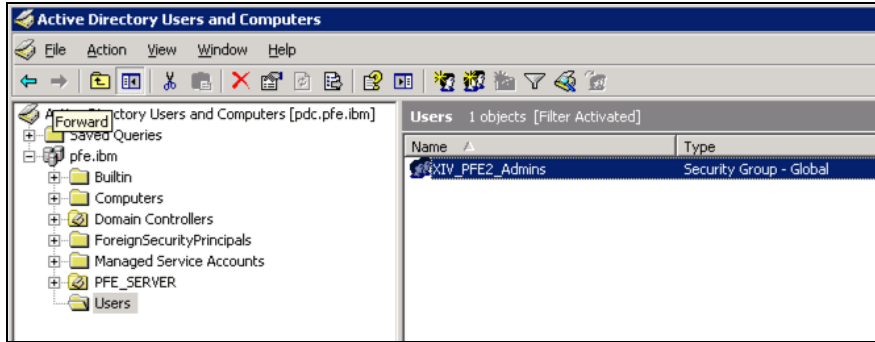 Active Directory Users and Computers
File Action View Window Help
Active Directory Users and Computers [pdc.pfe.ibm]
Forward
Saved Queries
pfe.ibm
Builtin
Computers
Domain Controllers
ForeignSecurityPrincipals
Managed Service Accounts
PFE_SERVER
Users
Users 1 objects [Filter Activated]
Name Type
XIV_PFE2_Admins Security Group - Global